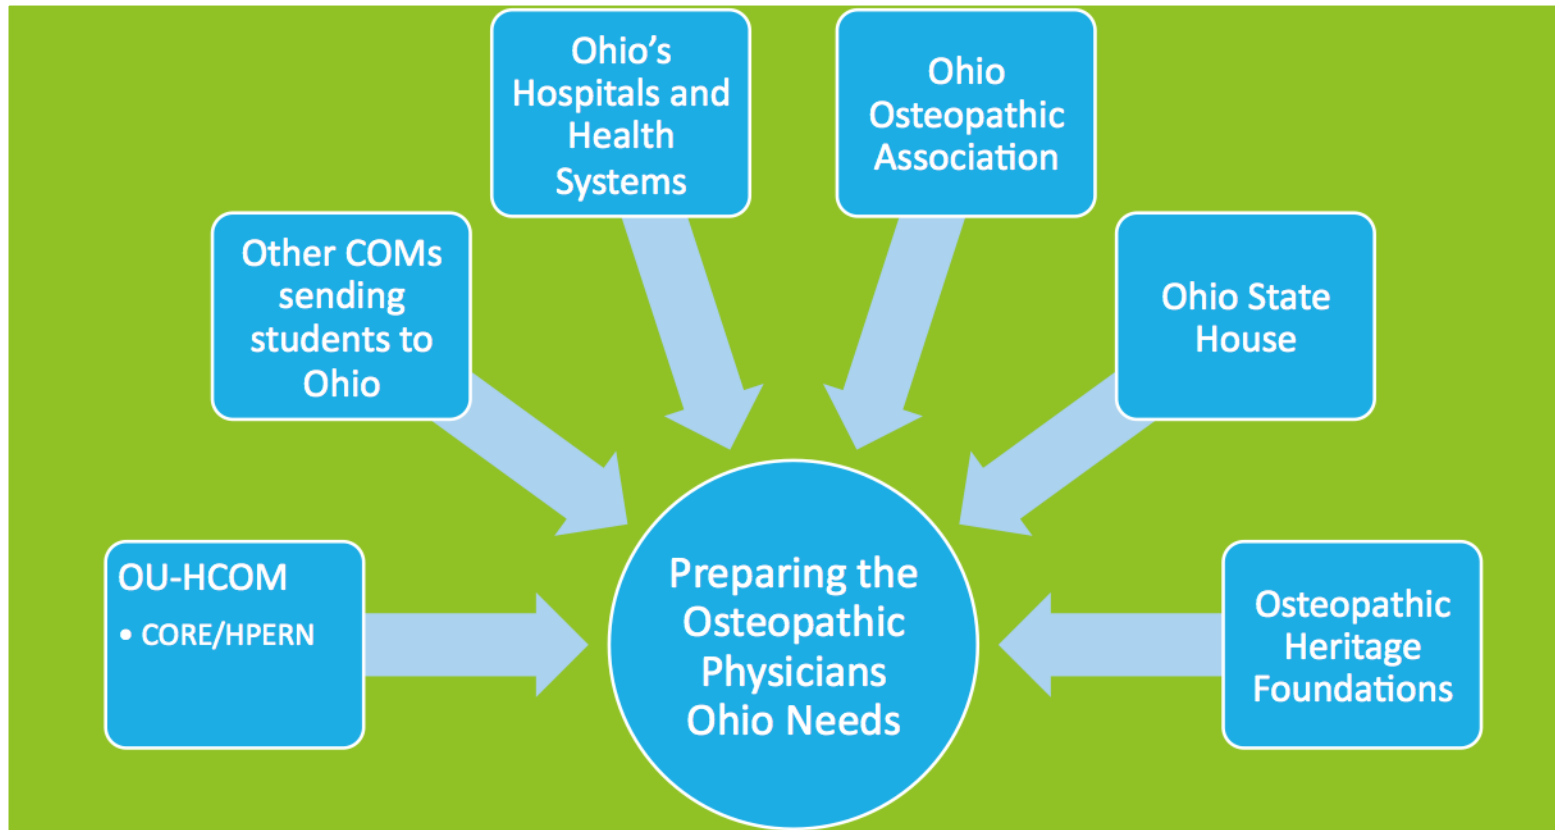 Ohio’s
Hospitals and
Health
Systems
Ohio
Osteopathic
Association
Other COMs
sending
students to
Ohio
Ohio State
House
OU-HCOM
• CORE/HPERN
Preparing the
Osteopathic
Physicians
Ohio Needs
Osteopathic
Heritage
Foundations